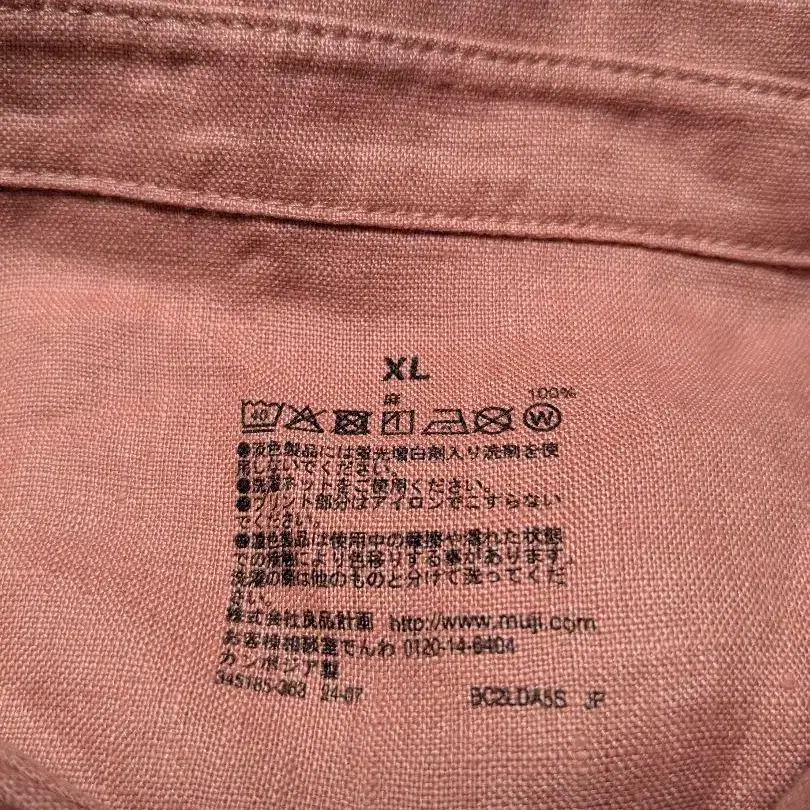 XL
麻 100%
40
W
●淡色製品には蛍光増白剤入り洗剤を使
用しないでください。
●洗濯ネットをご使用ください。
●プリント部分はアイロンでこすらない
でください。
●濃色製品は使用中の摩擦や濡れた状態
での接触により色移りする事があります。
洗濯の際は他のものと分けて洗ってくだ
さい。
株式会社良品計画 http://www.muji.com
お客様相談室でんわ 0120-14-6404
カンボジア製
345185-363 24-07 BC2LDA5S JP